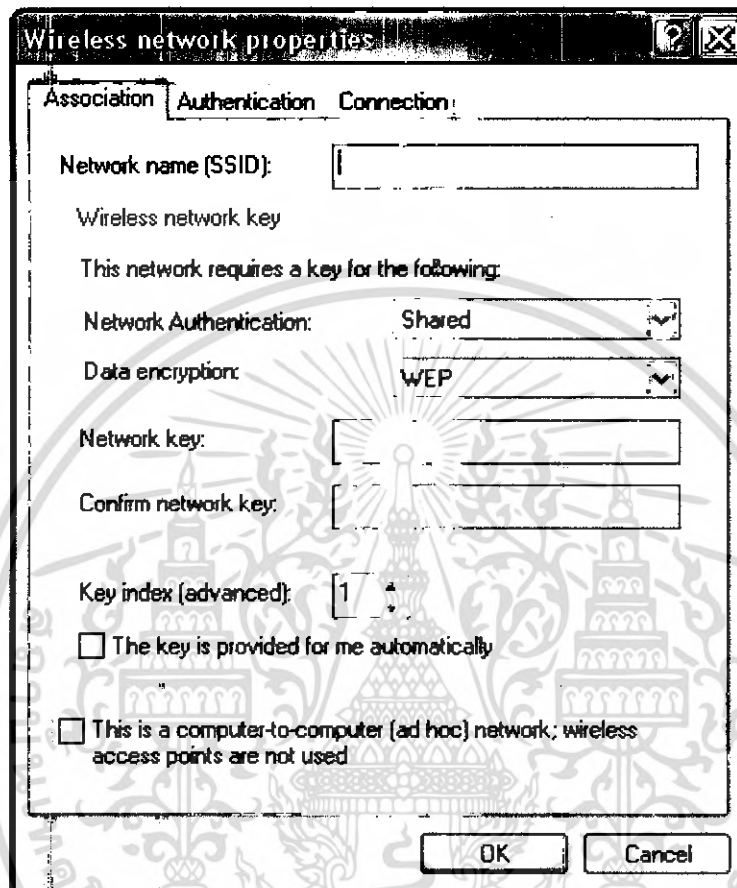 Wireless network properties
Association Authentication Connection
Network name (SSID):
Wireless network key
This network requires a key for the following:
Network Authentication: Shared
Data encryption: WEP
Network key:
Confirm network key:
Key index (advanced): 1
The key is provided for me automatically
This is a computer-to-computer (ad hoc) network; wireless
access points are not used
OK Cancel